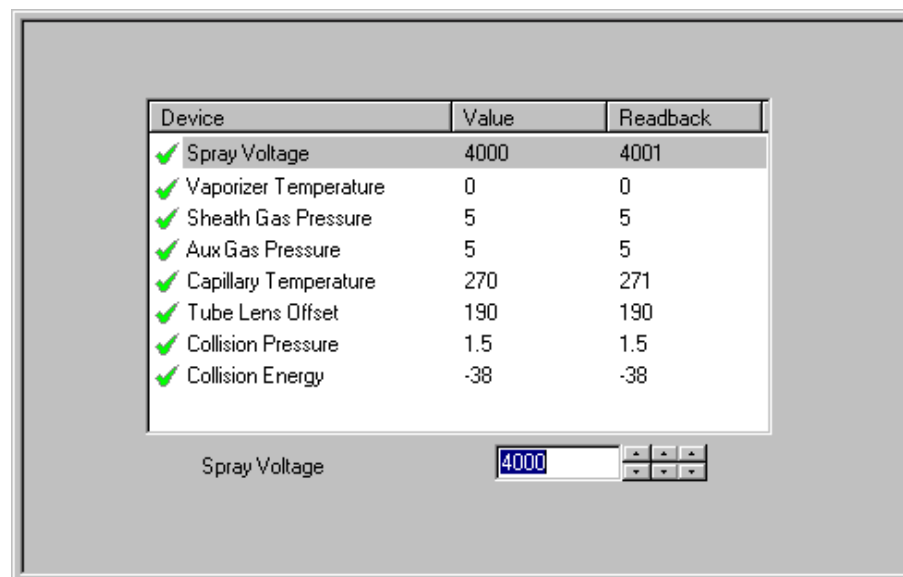 Device Value Readback
Spray Voltage 4000 4001
Vaporizer Temperature 0 0
Sheath Gas Pressure 5 5
Aux Gas Pressure 5 5
Capillary Temperature 270 271
Tube Lens Offset 190 190
Collision Pressure 1.5 1.5
Collision Energy -38 -38
Spray Voltage 4000